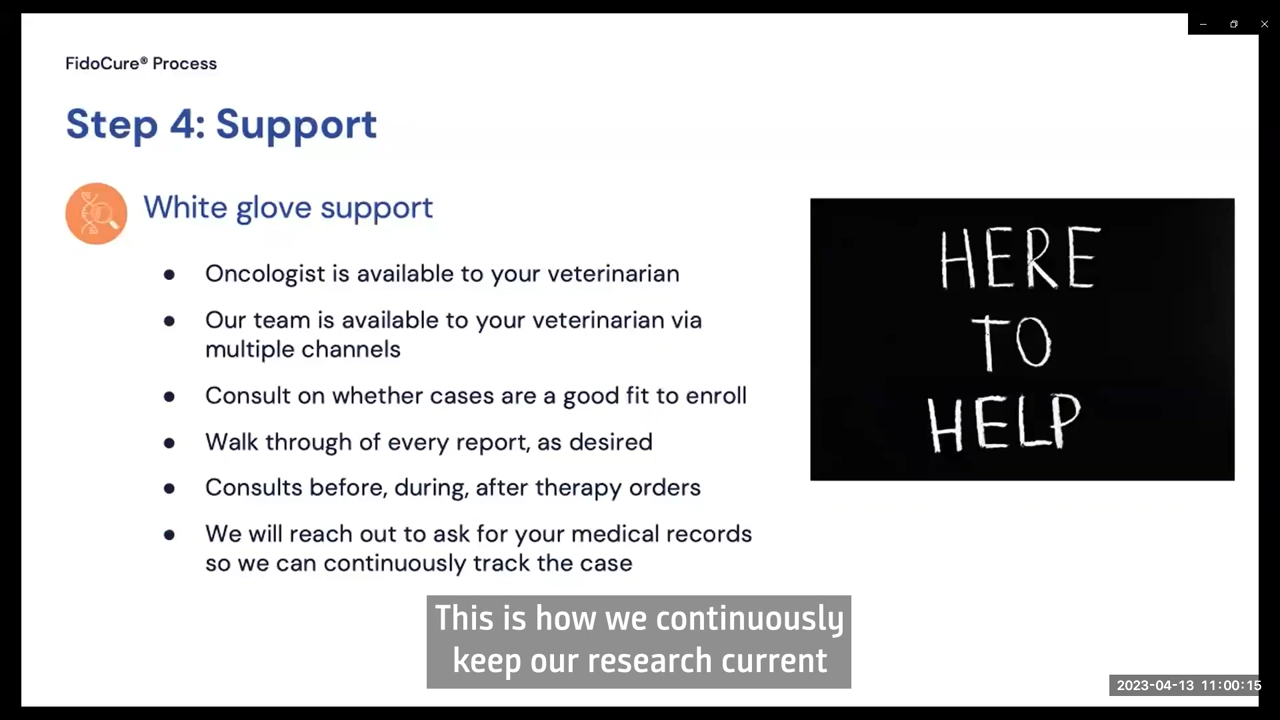 FidoCure® Process
Step 4: Support
White glove support
● Oncologist is available to your veterinarian
● Our team is available to your veterinarian via
multiple channels
● Consult on whether cases are a good fit to enroll
● Walk through of every report, as desired
● Consults before, during, after therapy orders
● We will reach out to ask for your medical records
so we can continuously track the case
HERE
TO
HELP
This is how we continuously
keep our research current
2023-04-13 11:00:15